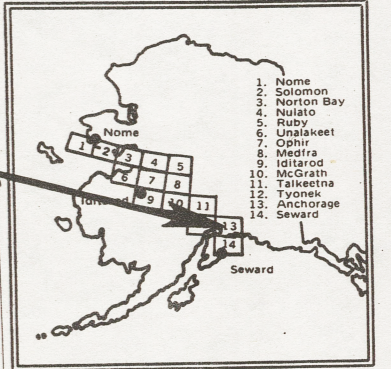 1. Nome
2. Solomon
3. Norton Bay
4. Nulato
5. Ruby
6. Unalakeet
7. Ophir
8. Medfra
9. Iditarod
10. McGrath
11. Talkeetna
12. Tyonek
13. Anchorage
14. Seward
Nome
1 2 3 4 5
6 7 8
9 10 11
13
14
Seward